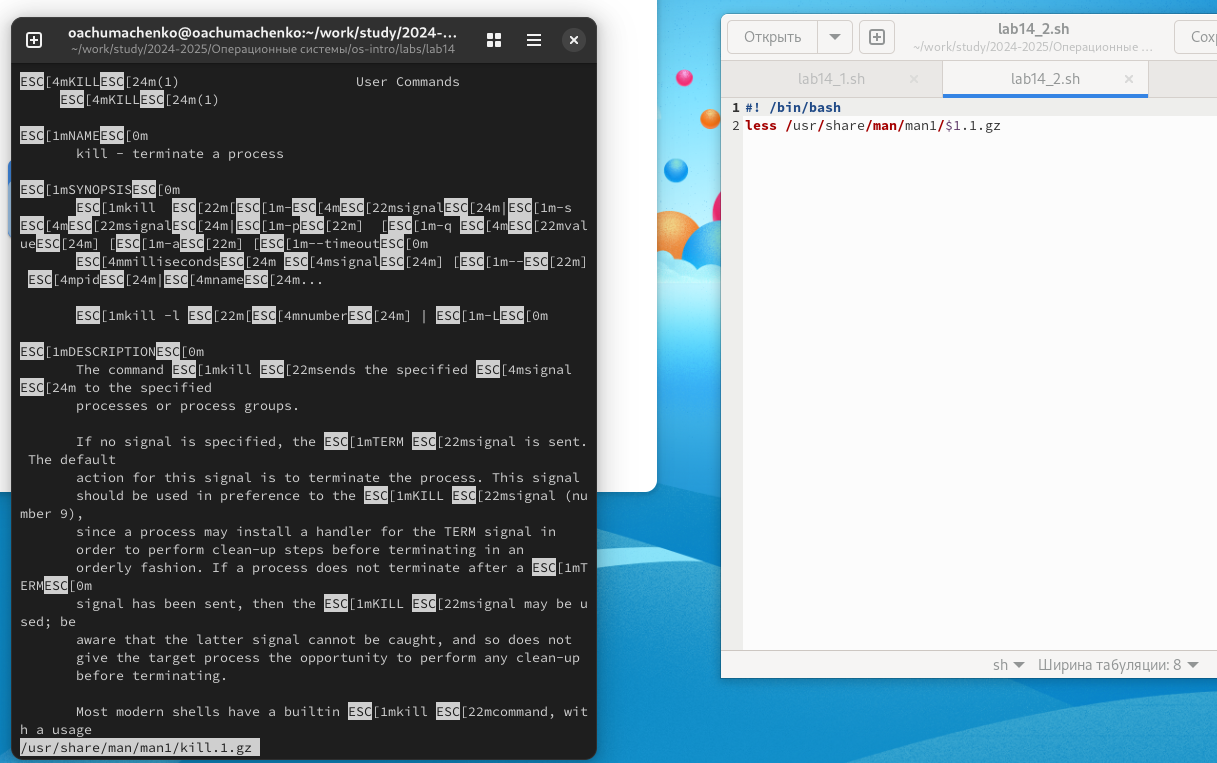 oachumachenko@oachumachenko:~/work/study/2024-...
~/work/study/2024-2025/Операционные системы/os-intro/labs/lab14
ESC[4mKILLESC[24m(1)                      User Commands
     ESC[4mKILLESC[24m(1)

ESC[1mNAMEESC[0m
       kill - terminate a process

ESC[1mSYNOPSISESC[0m
       ESC[1mkill  ESC[22m[ESC[1m-ESC[4mESC[22msignalESC[24m|ESC[1m-s
ESC[4mESC[22msignalESC[24m|ESC[1m-pESC[22m]  [ESC[1m-q ESC[4mESC[22mval
ueESC[24m] [ESC[1m-aESC[22m] [ESC[1m--timeoutESC[0m
       ESC[4mmillisecondsESC[24m ESC[4msignalESC[24m] [ESC[1m--ESC[22m]
 ESC[4mpidESC[24m|ESC[4mnameESC[24m...

       ESC[1mkill -l ESC[22m[ESC[4mnumberESC[24m] | ESC[1m-LESC[0m

ESC[1mDESCRIPTIONESC[0m
       The command ESC[1mkill ESC[22msends the specified ESC[4msignal
ESC[24m to the specified
       processes or process groups.

       If no signal is specified, the ESC[1mTERM ESC[22msignal is sent.
 The default
       action for this signal is to terminate the process. This signal
       should be used in preference to the ESC[1mKILL ESC[22msignal (nu
mber 9),
       since a process may install a handler for the TERM signal in
       order to perform clean-up steps before terminating in an
       orderly fashion. If a process does not terminate after a ESC[1mT
ERMESC[0m
       signal has been sent, then the ESC[1mKILL ESC[22msignal may be u
sed; be
       aware that the latter signal cannot be caught, and so does not
       give the target process the opportunity to perform any clean-up
       before terminating.

       Most modern shells have a builtin ESC[1mkill ESC[22mcommand, wit
h a usage
/usr/share/man/man1/kill.1.gz
Открыть
lab14_2.sh
~/work/study/2024-2025/Операционные ...
Сох
lab14_1.sh
lab14_2.sh
1 #! /bin/bash
2 less /usr/share/man/man1/$1.1.gz
sh
Ширина табуляции: 8